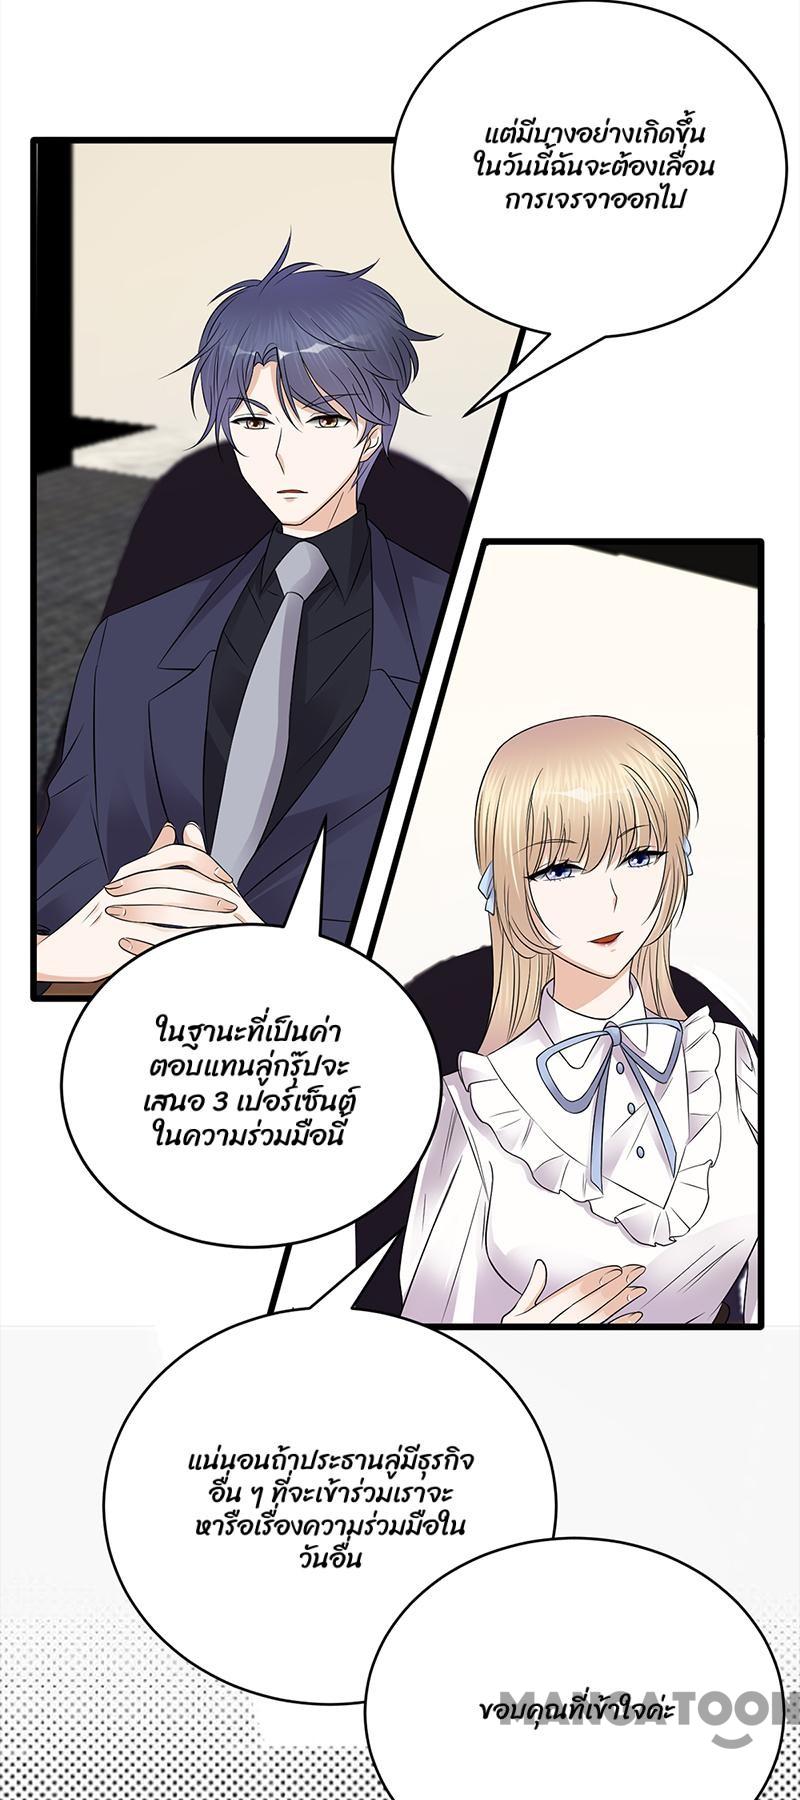 แต่มีบางอย่างเกิดขึ้น
ในวันนี้ฉันจะต้องเลื่อน
การเจรจาออกไป
ในฐานะที่เป็นค่า
ตอบแทนลู่กรุ๊ปจะ
เสนอ 3 เปอร์เซ็นต์
ในความร่วมมือนี้
แน่นอนถ้าประธานลู่มีธุรกิจ
อื่น ๆ ที่จะเข้าร่วมเราจะ
หารือเรื่องความร่วมมือใน
วันอื่น
ขอบคุณที่เข้าใจค่ะ
MANGATOON